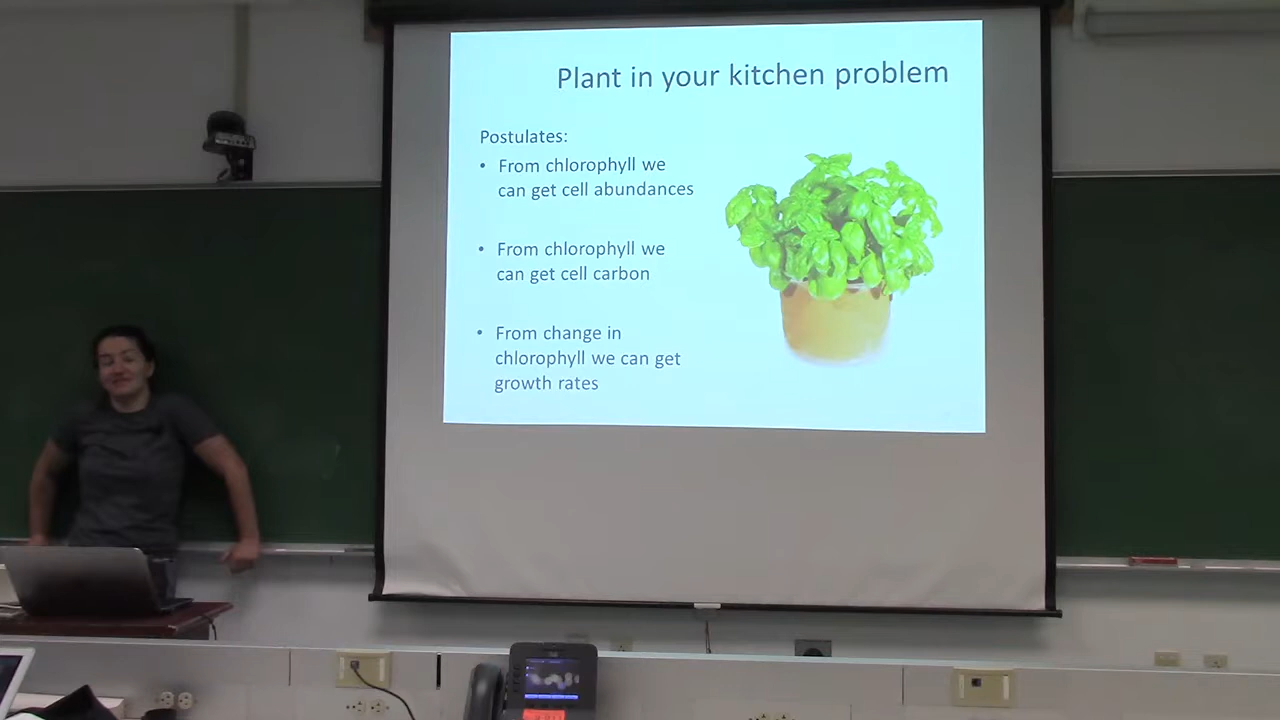 Plant in your kitchen problem
Postulates:
• From chlorophyll we
can get cell abundances
• From chlorophyll we
can get cell carbon
• From change in
chlorophyll we can get
growth rates